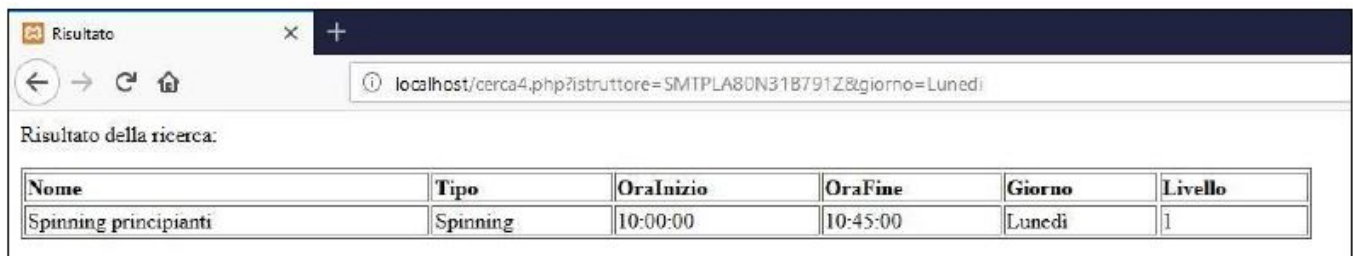 Risultato
localhost/cerca4.php?istruttore=SMTPLA80N31B791Z&giorno=Lunedì
Risultato della ricerca:
Nome Tipo OraInizio OraFine Giorno Livello
Spinning principianti Spinning 10:00:00 10:45:00 Lunedì 1